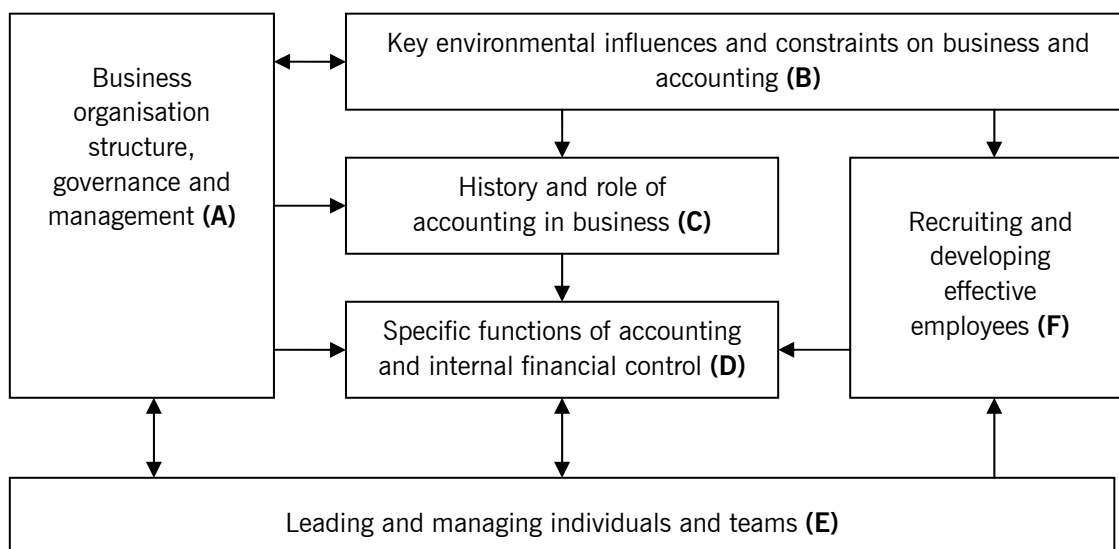 Business
organisation
structure,
governance and
management (A)
Key environmental influences and constraints on business and
accounting (B)
History and role of
accounting in business (C)
Specific functions of accounting
and internal financial control (D)
Recruiting and
developing
effective
employees (F)
Leading and managing individuals and teams (E)